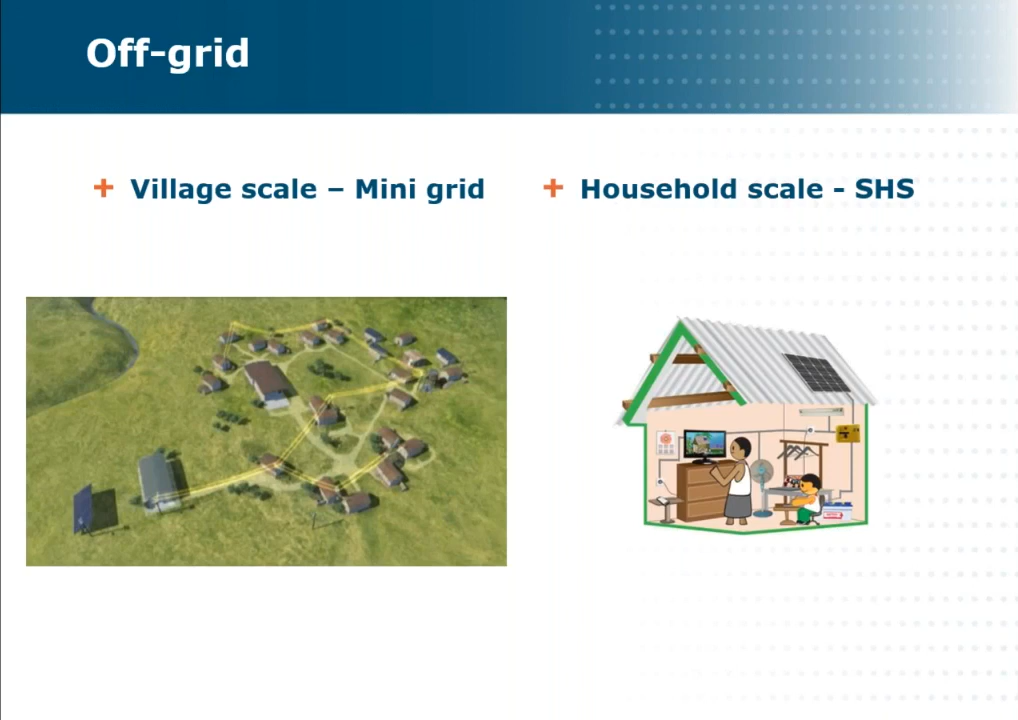 Off-grid
+ Village scale – Mini grid
+ Household scale - SHS